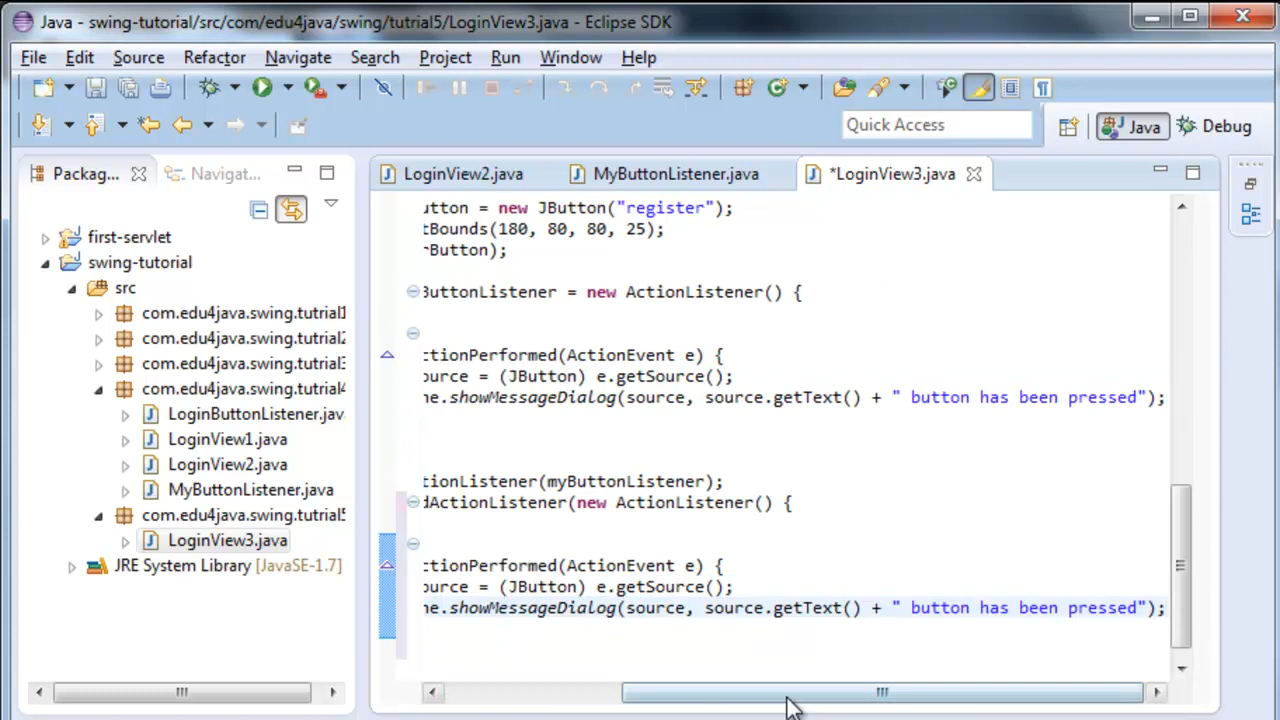 Java - swing-tutorial/src/com/edu4java/swing/tutrial5/LoginView3.java - Eclipse SDK
File Edit Source Refactor Navigate Search Project Run Window Help
Quick Access
Java
Debug
Packag...
Navigat...
LoginView2.java
MyButtonListener.java
*LoginView3.java
first-servlet
swing-tutorial
src
com.edu4java.swing.tutrial1
com.edu4java.swing.tutrial2
com.edu4java.swing.tutrial3
com.edu4java.swing.tutrial4
LoginButtonListener.jav
LoginView1.java
LoginView2.java
MyButtonListener.java
com.edu4java.swing.tutrial5
LoginView3.java
JRE System Library [JavaSE-1.7]
utton = new JButton("register");
tBounds(180, 80, 80, 25);
rButton);
ButtonListener = new ActionListener() {
ctionPerformed(ActionEvent e) {
ource = (JButton) e.getSource();
ne.showMessageDialog(source, source.getText() + " button has been pressed");
tionListener(myButtonListener);
dActionListener(new ActionListener() {
ctionPerformed(ActionEvent e) {
ource = (JButton) e.getSource();
ne.showMessageDialog(source, source.getText() + " button has been pressed");